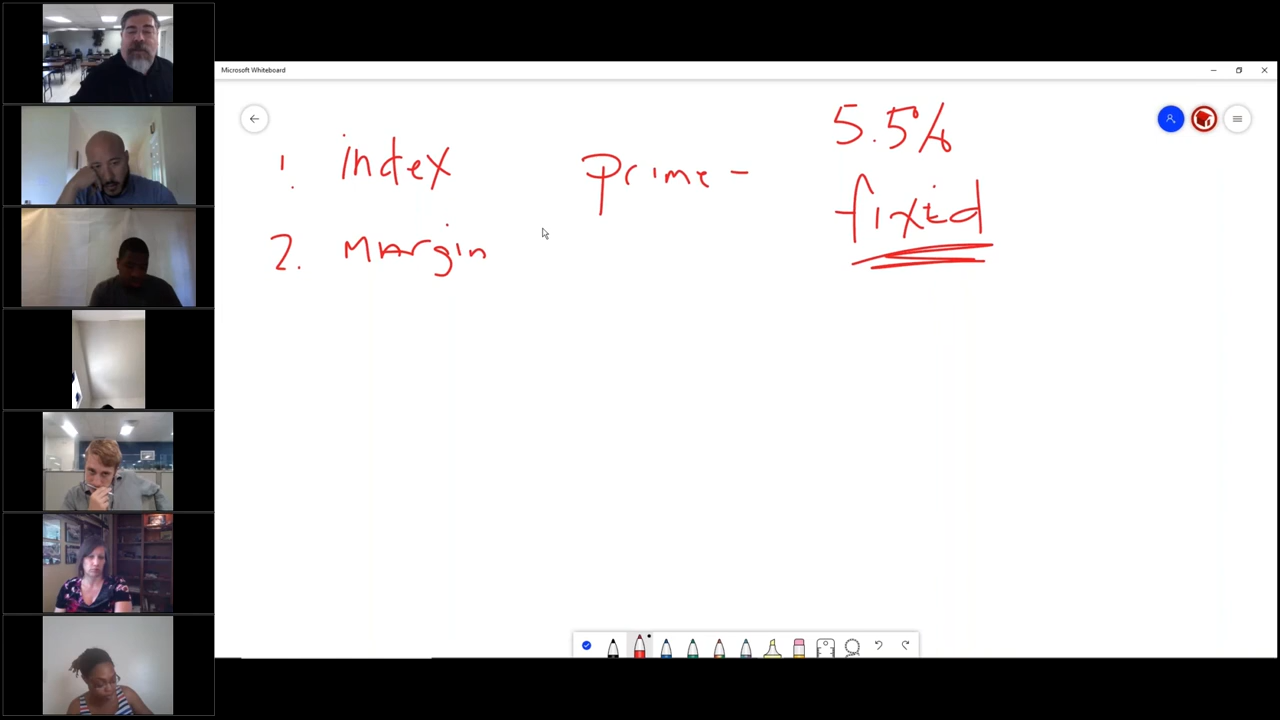 Microsoft Whiteboard
5.5%
1. index
prime -
fixed
2. Margin